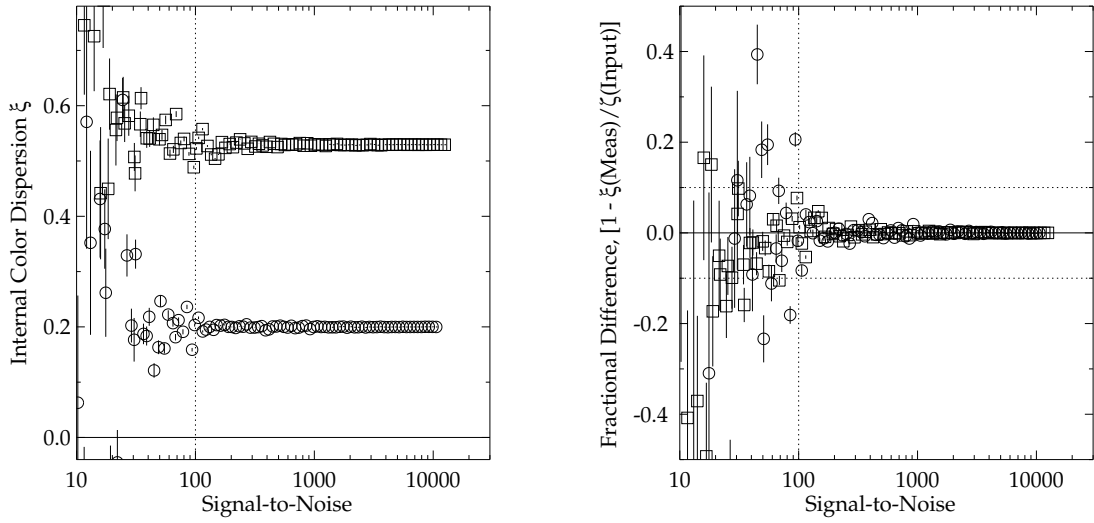 Internal Color Dispersion ξ
0.6
0.4
0.2
0.0
10 100 1000 10000
Signal-to-Noise
Fractional Difference, [1 - ξ(Meas)/ζ(Input)]
0.4
0.2
0.0
-0.2
-0.4
10 100 1000 10000
Signal-to-Noise